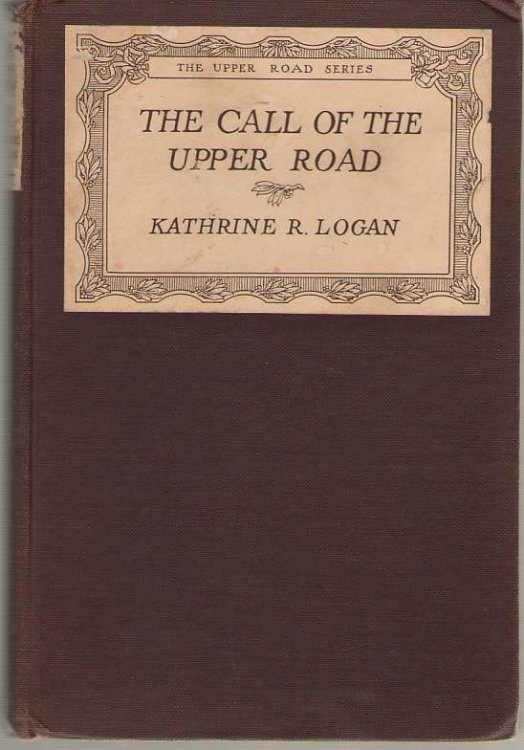 THE UPPER ROAD SERIES
THE CALL OF THE
UPPER ROAD
KATHRINE R. LOGAN